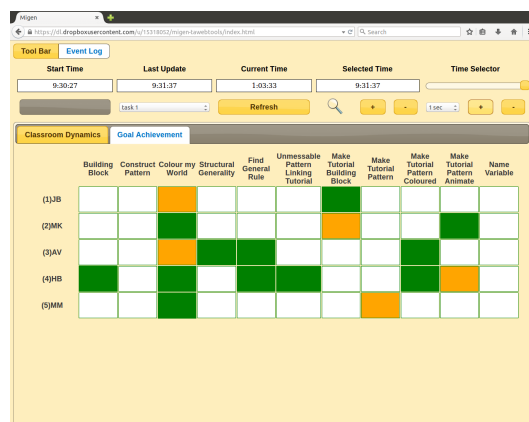 Migen
https://dl.dropboxusercontent.com/u/15318052/migen-tawebtools/index.html
Search
Tool Bar Event Log
Start Time Last Update Current Time Selected Time Time Selector
9:30:27 9:31:37 1:03:33 9:31:37
task 1 Refresh + - 1 sec + -
Classroom Dynamics Goal Achievement
Building Block Construct Pattern Colour my World Structural Generality Find General Rule Unmessable Pattern Linking Tutorial Make Tutorial Building Block Make Tutorial Pattern Make Tutorial Pattern Coloured Make Tutorial Pattern Animate Name Variable
(1)JB
(2)MK
(3)AV
(4)HB
(5)MM